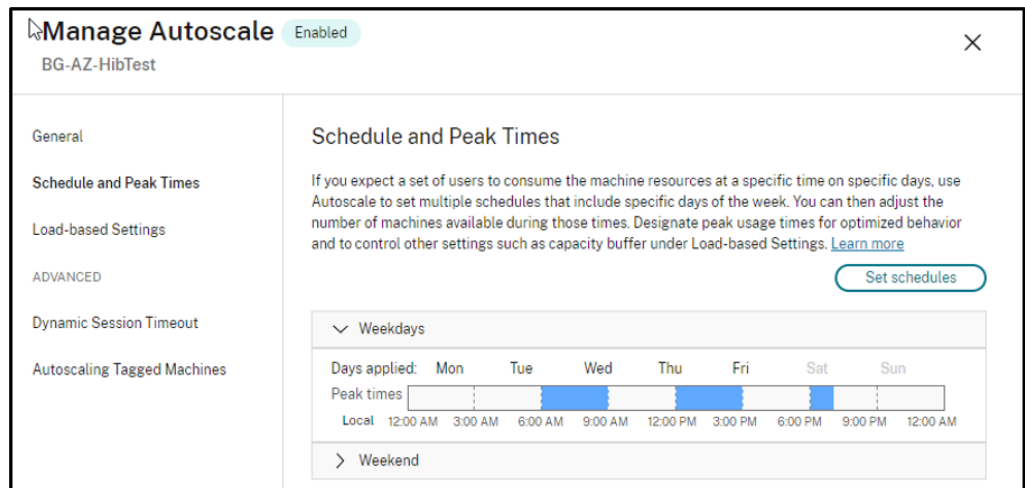 Manage Autoscale Enabled
BG-AZ-HibTest
General
Schedule and Peak Times
Load-based Settings
ADVANCED
Dynamic Session Timeout
Autoscaling Tagged Machines
Schedule and Peak Times
If you expect a set of users to consume the machine resources at a specific time on specific days, use
Autoscale to set multiple schedules that include specific days of the week. You can then adjust the
number of machines available during those times. Designate peak usage times for optimized behavior
and to control other settings such as capacity buffer under Load-based Settings. Learn more
Set schedules
Weekdays
Days applied: Mon Tue Wed Thu Fri Sat Sun
Peak times
Local 12:00 AM 3:00 AM 6:00 AM 9:00 AM 12:00 PM 3:00 PM 6:00 PM 9:00 PM 12:00 AM
Weekend